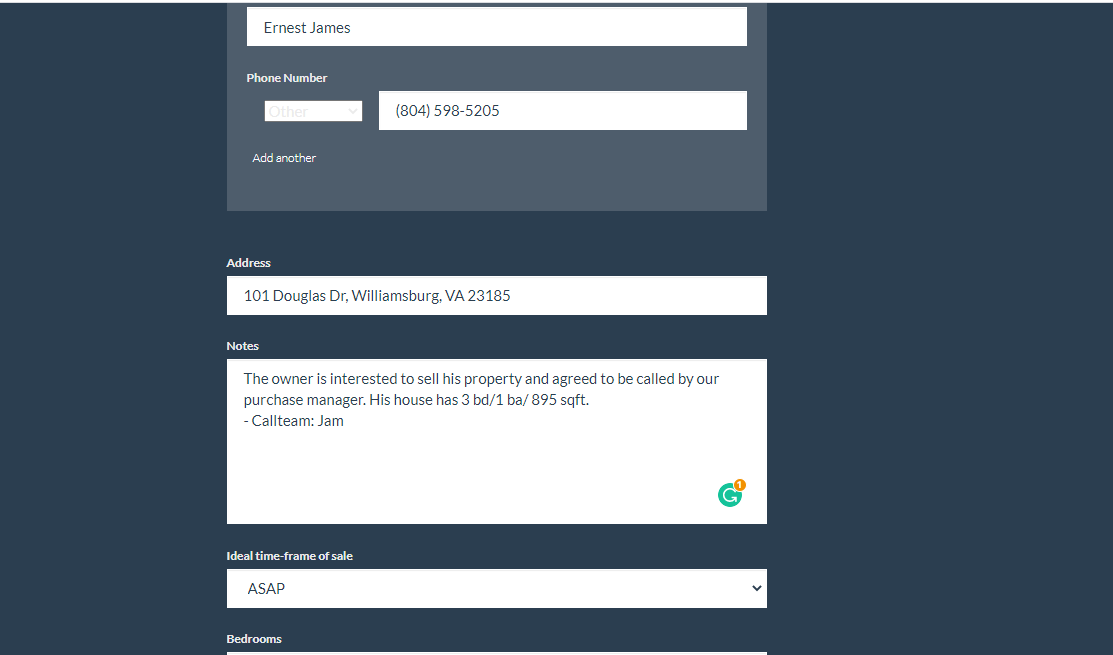 Ernest James
Phone Number
Other
(804) 598-5205
Add another
Address
101 Douglas Dr, Williamsburg, VA 23185
Notes
The owner is interested to sell his property and agreed to be called by our
purchase manager. His house has 3 bd/1 ba/ 895 sqft.
- Callteam: Jam
1
Ideal time-frame of sale
ASAP
Bedrooms